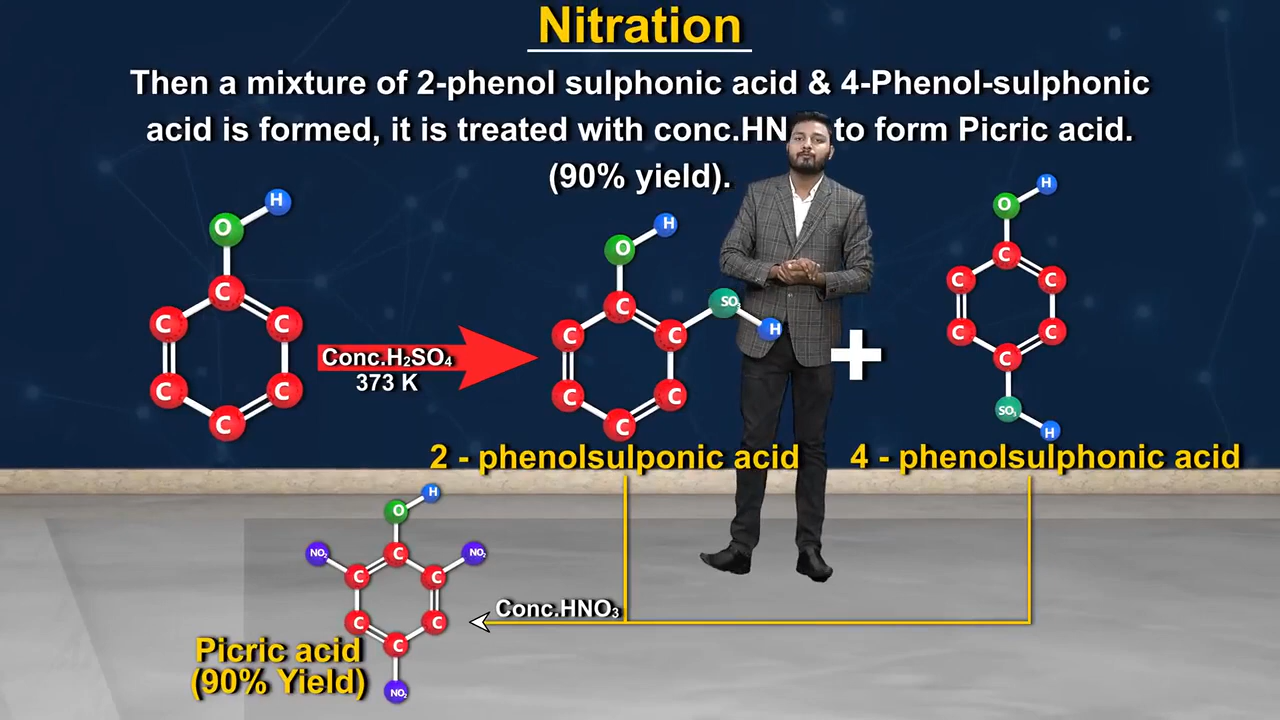 Nitration
Then a mixture of 2-phenol sulphonic acid & 4-Phenol-sulphonic
acid is formed, it is treated with conc.HN to form Picric acid.
(90% yield).
H
O
C
C
C
C
C
C
Conc.H₂SO₄
373 K
H
O
C
SO₃
H
C
C
C
C
C
H
O
C
C
C
C
C
C
SO₃
H
2 - phenolsulponic acid
4 - phenolsulphonic acid
H
O
NO₂
NO₂
C
C
C
C
C
C
NO₂
Conc.HNO₃
Picric acid
(90% Yield)